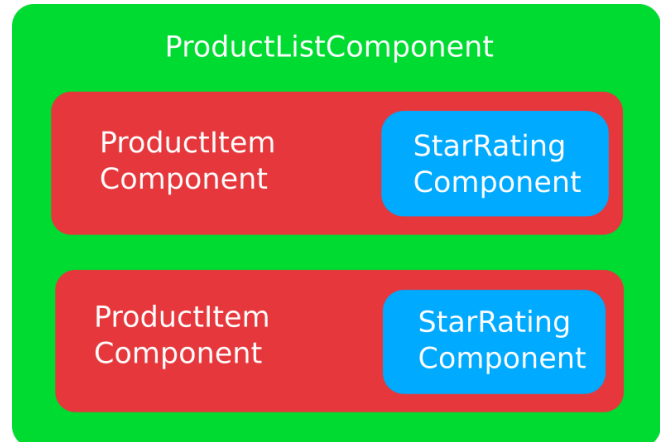 ProductListComponent
ProductItem
Component
StarRating
Component
ProductItem
Component
StarRating
Component